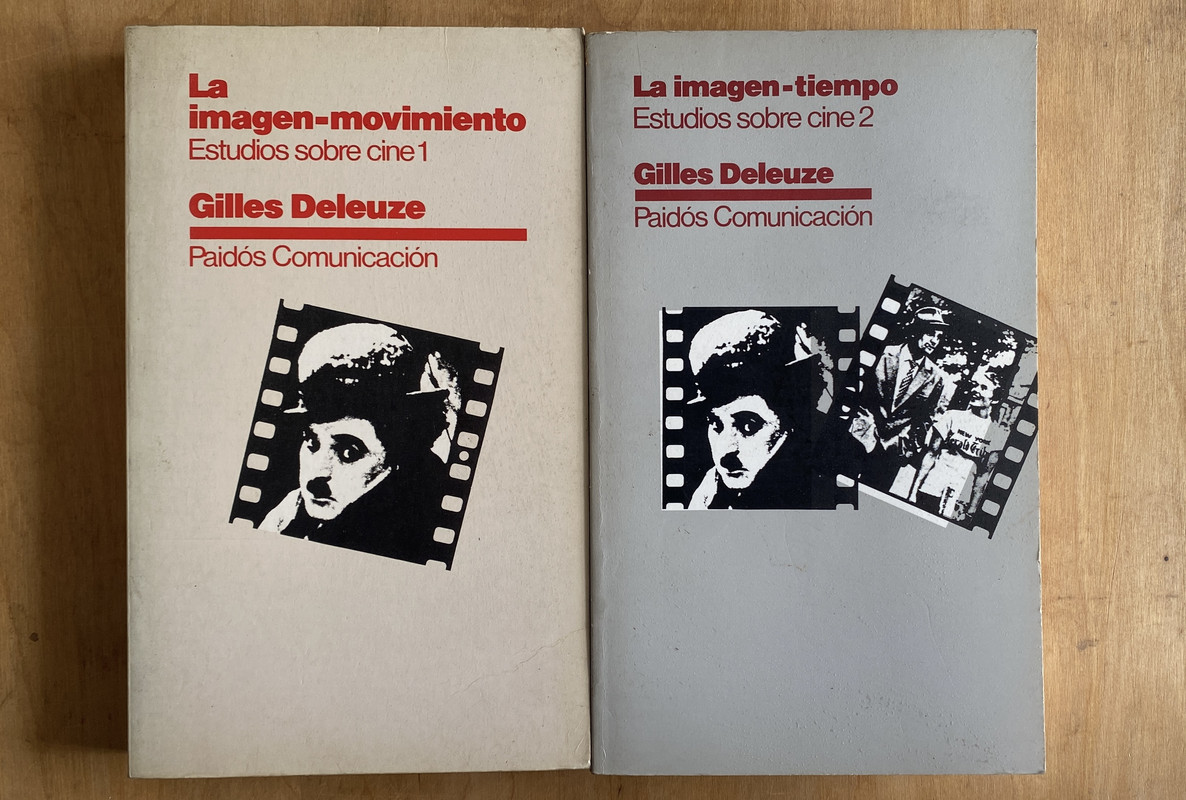 La
imagen-movimiento
Estudios sobre cine 1
Gilles Deleuze
Paidós Comunicación
La imagen-tiempo
Estudios sobre cine 2
Gilles Deleuze
Paidós Comunicación
NEW YORK